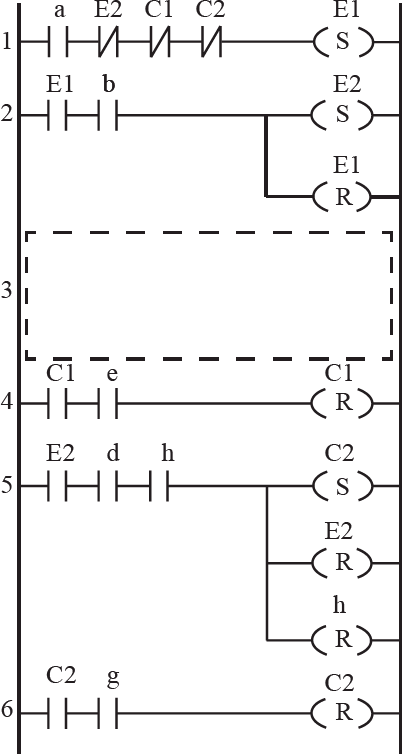 a E2 C1 C2 E1
1 S
E1 b E2
2 S
E1
R
3
C1 e C1
4 R
E2 d h C2
5 S
E2
R
h
R
C2 g C2
6 R